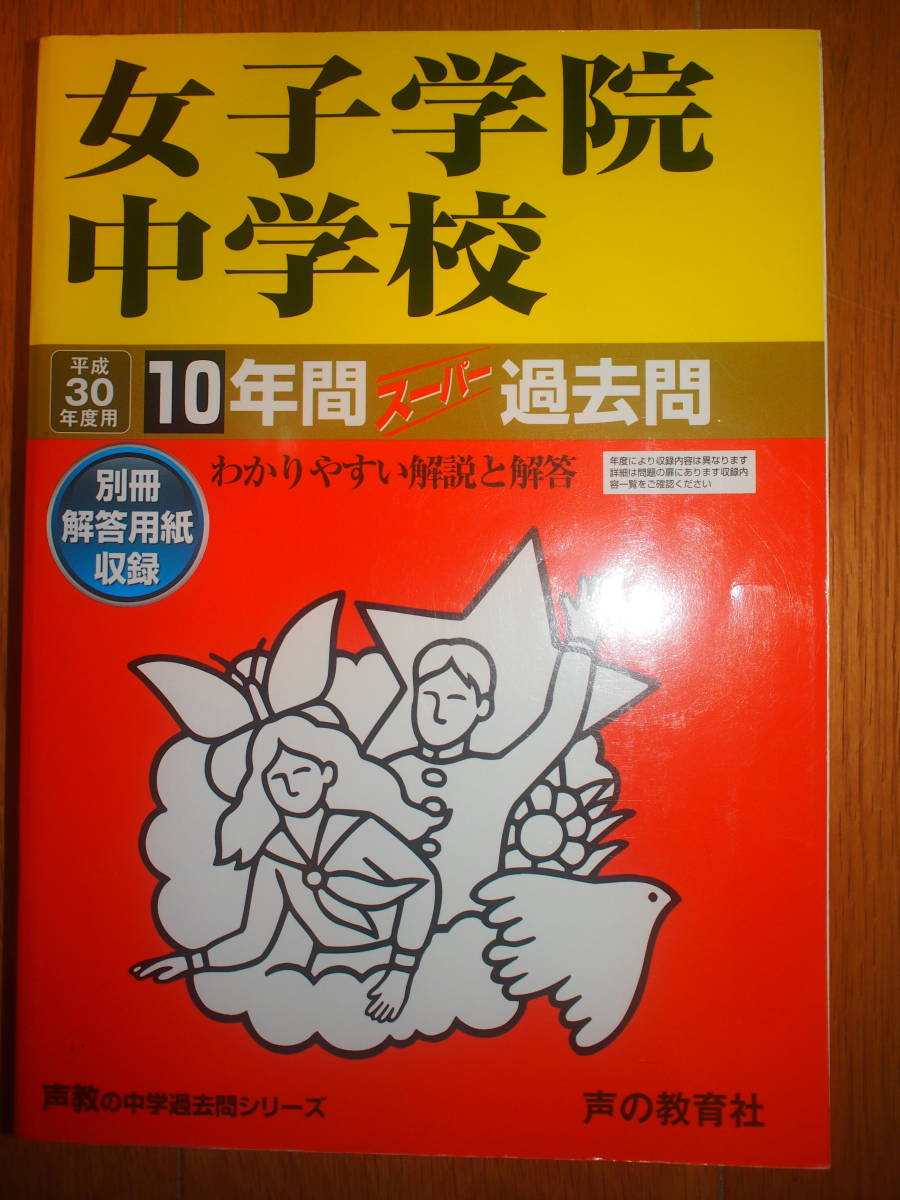 女子学院
中学校
平成
30
年度用
10年間スーパー過去問
別冊
解答用紙
収録
わかりやすい解説と解答
年度により収録内容は異なります
詳細は問題の扉にあります収録内
容一覧をご確認ください
声教の中学過去問シリーズ
声の教育社